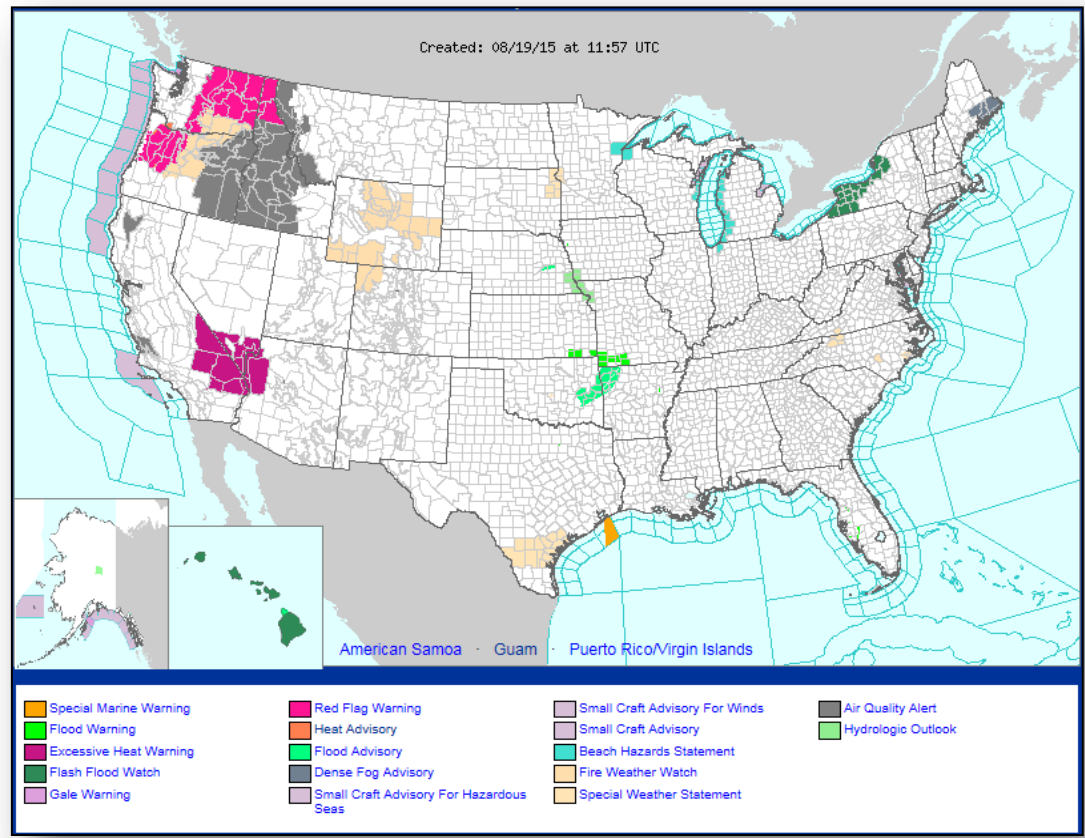 Created: 08/19/15 at 11:57 UTC
American Samoa · Guam · Puerto Rico/Virgin Islands
Special Marine Warning
Flood Warning
Excessive Heat Warning
Flash Flood Watch
Gale Warning
Red Flag Warning
Heat Advisory
Flood Advisory
Dense Fog Advisory
Small Craft Advisory For Hazardous
Seas
Small Craft Advisory For Winds
Small Craft Advisory
Beach Hazards Statement
Fire Weather Watch
Special Weather Statement
Air Quality Alert
Hydrologic Outlook